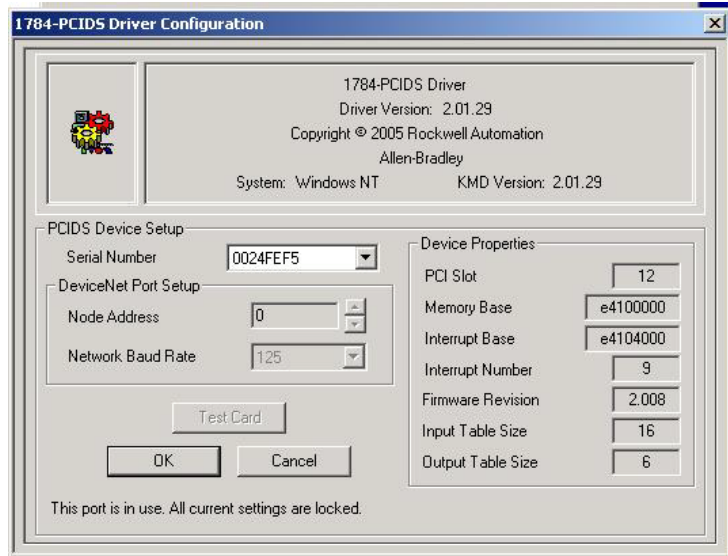 1784-PCIDS Driver Configuration
1784-PCIDS Driver
Driver Version: 2.01.29
Copyright © 2005 Rockwell Automation
Allen-Bradley
System: Windows NT KMD Version: 2.01.29
PCIDS Device Setup
Serial Number 0024FEF5
DeviceNet Port Setup
Node Address 0
Network Baud Rate 125
Test Card
OK Cancel
This port is in use. All current settings are locked.
Device Properties
PCI Slot 12
Memory Base e4100000
Interrupt Base e4104000
Interrupt Number 9
Firmware Revision 2.008
Input Table Size 16
Output Table Size 6